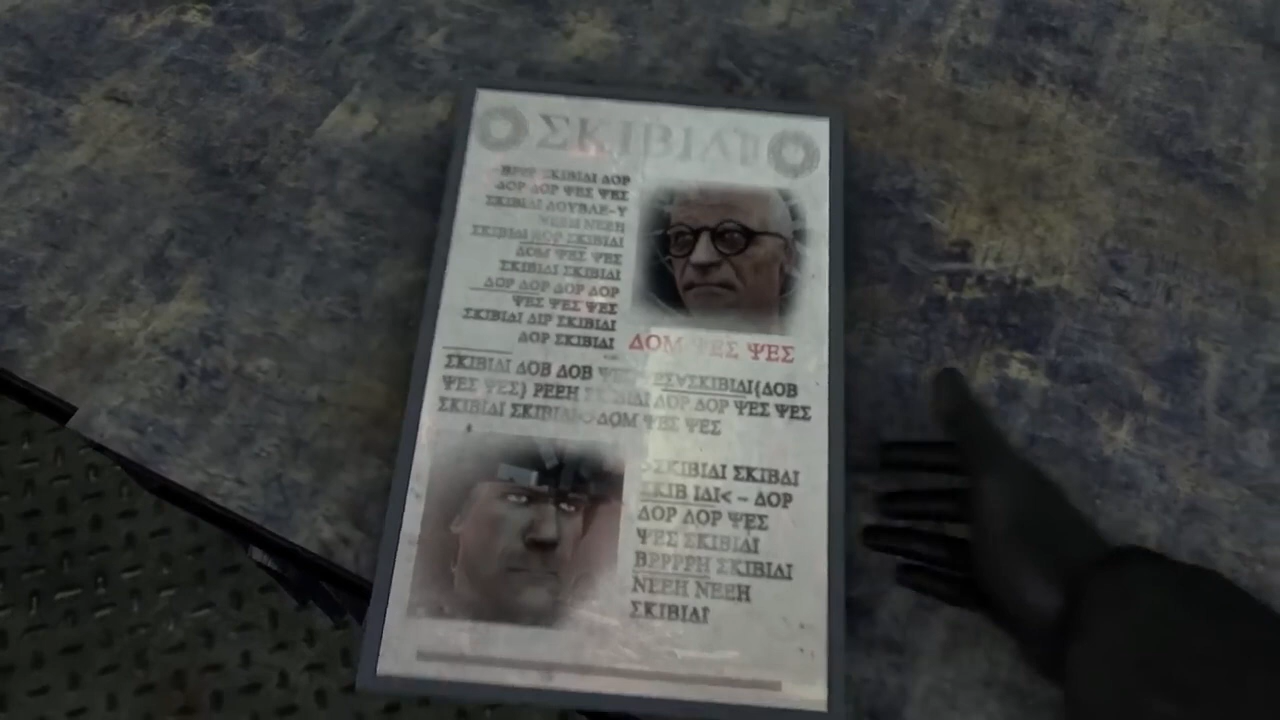 ΣΚΙΒΙΔΙ
ΒΡΡΡ ΣΚΙΒΙΔΙ ΔΟΡ
ΔΟΡ ΔΟΡ ΨΕΣ ΨΕΣ
ΣΚΙΒΙΔΙ ΔΟΥΒΛΕ-Υ
ΝΕΕΗ ΝΕΕΗ
ΣΚΙΒΙΔΙ ΔΟΡ ΣΚΙΒΙΔΙ
ΔΟΜ ΨΕΣ ΨΕΣ
ΣΚΙΒΙΔΙ ΣΚΙΒΙΔΙ
ΔΟΡ ΔΟΡ ΔΟΡ ΔΟΡ
ΨΕΣ ΨΕΣ ΨΕΣ
ΣΚΙΒΙΔΙ ΔΙΡ ΣΚΙΒΙΔΙ
ΔΟΡ ΣΚΙΒΙΔΙ
ΔΟΜ ΨΕΣ ΨΕΣ
ΣΚΙΒΙΔΙ ΔΟΒ ΔΟΒ (ΔΟΒ
ΨΕΣ ΨΕΣ) ΡΕΕΗ ΣΚΙΒΙΔΙ ΔΟΡ ΔΟΡ ΨΕΣ ΨΕΣ
ΣΚΙΒΙΔΙ ΣΚΙΒΙΔΙ ΔΟΜ ΨΕΣ ΨΕΣ
>ΣΚΙΒΙΔΙ ΣΚΙΒΔΙ
ΣΚΙΒ ΙΔΙ< - ΔΟΡ
ΔΟΡ ΔΟΡ ΨΕΣ
ΨΕΣ ΣΚΙΒΙΔΙ
ΒΡΡΡΡΗ ΣΚΙΒΙΔΙ
ΝΕΕΗ ΝΕΕΗ
ΣΚΙΒΙΔΙ